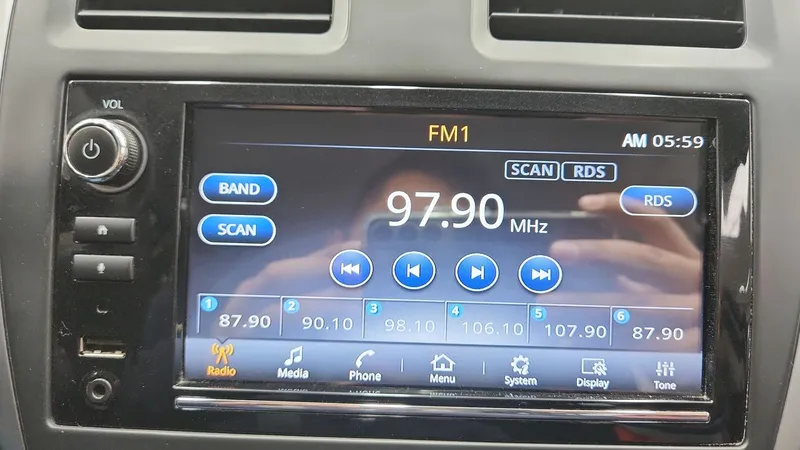 VOL
FM1
AM 05:59
SCAN RDS
BAND
97.90 MHz
RDS
SCAN
1 87.90
2 90.10
3 98.10
4 106.10
5 107.90
6 87.90
Radio
Media
Phone
Menu
System
Display
Tone